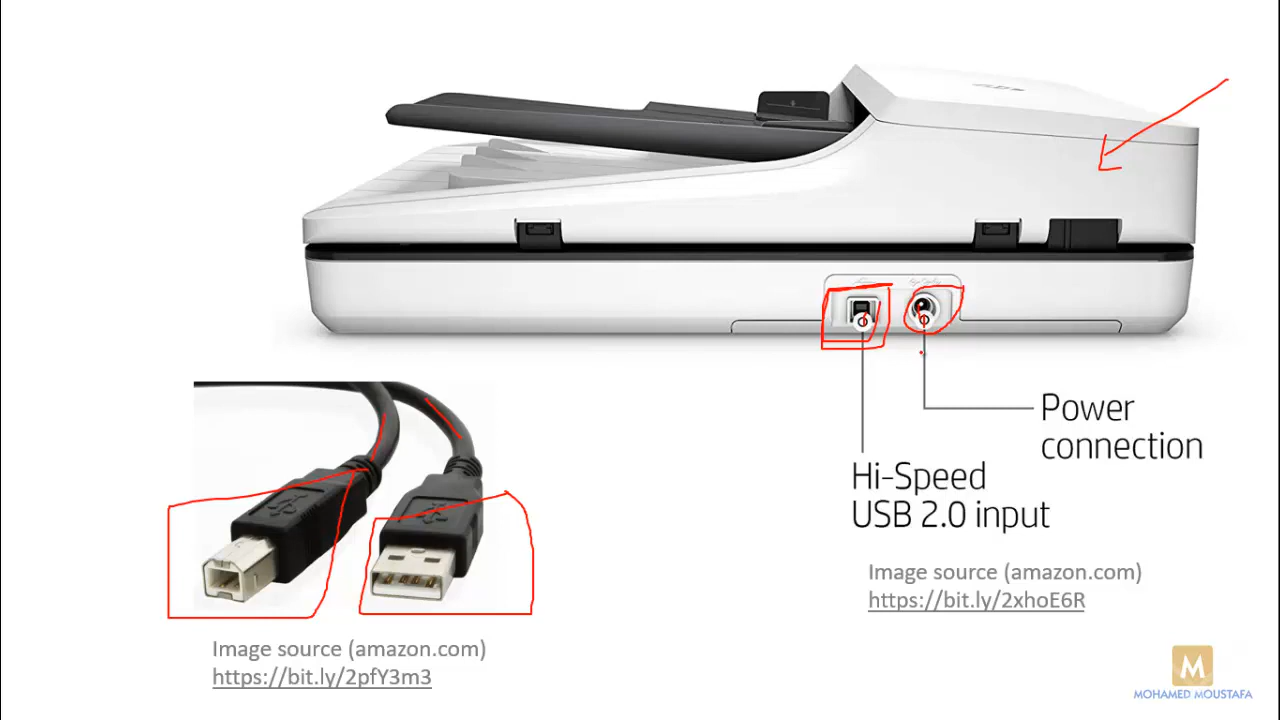 Power
connection
Hi-Speed
USB 2.0 input
Image source (amazon.com)
https://bit.ly/2xhoE6R
Image source (amazon.com)
https://bit.ly/2pfY3m3
M
MOHAMED MOUSTAFA